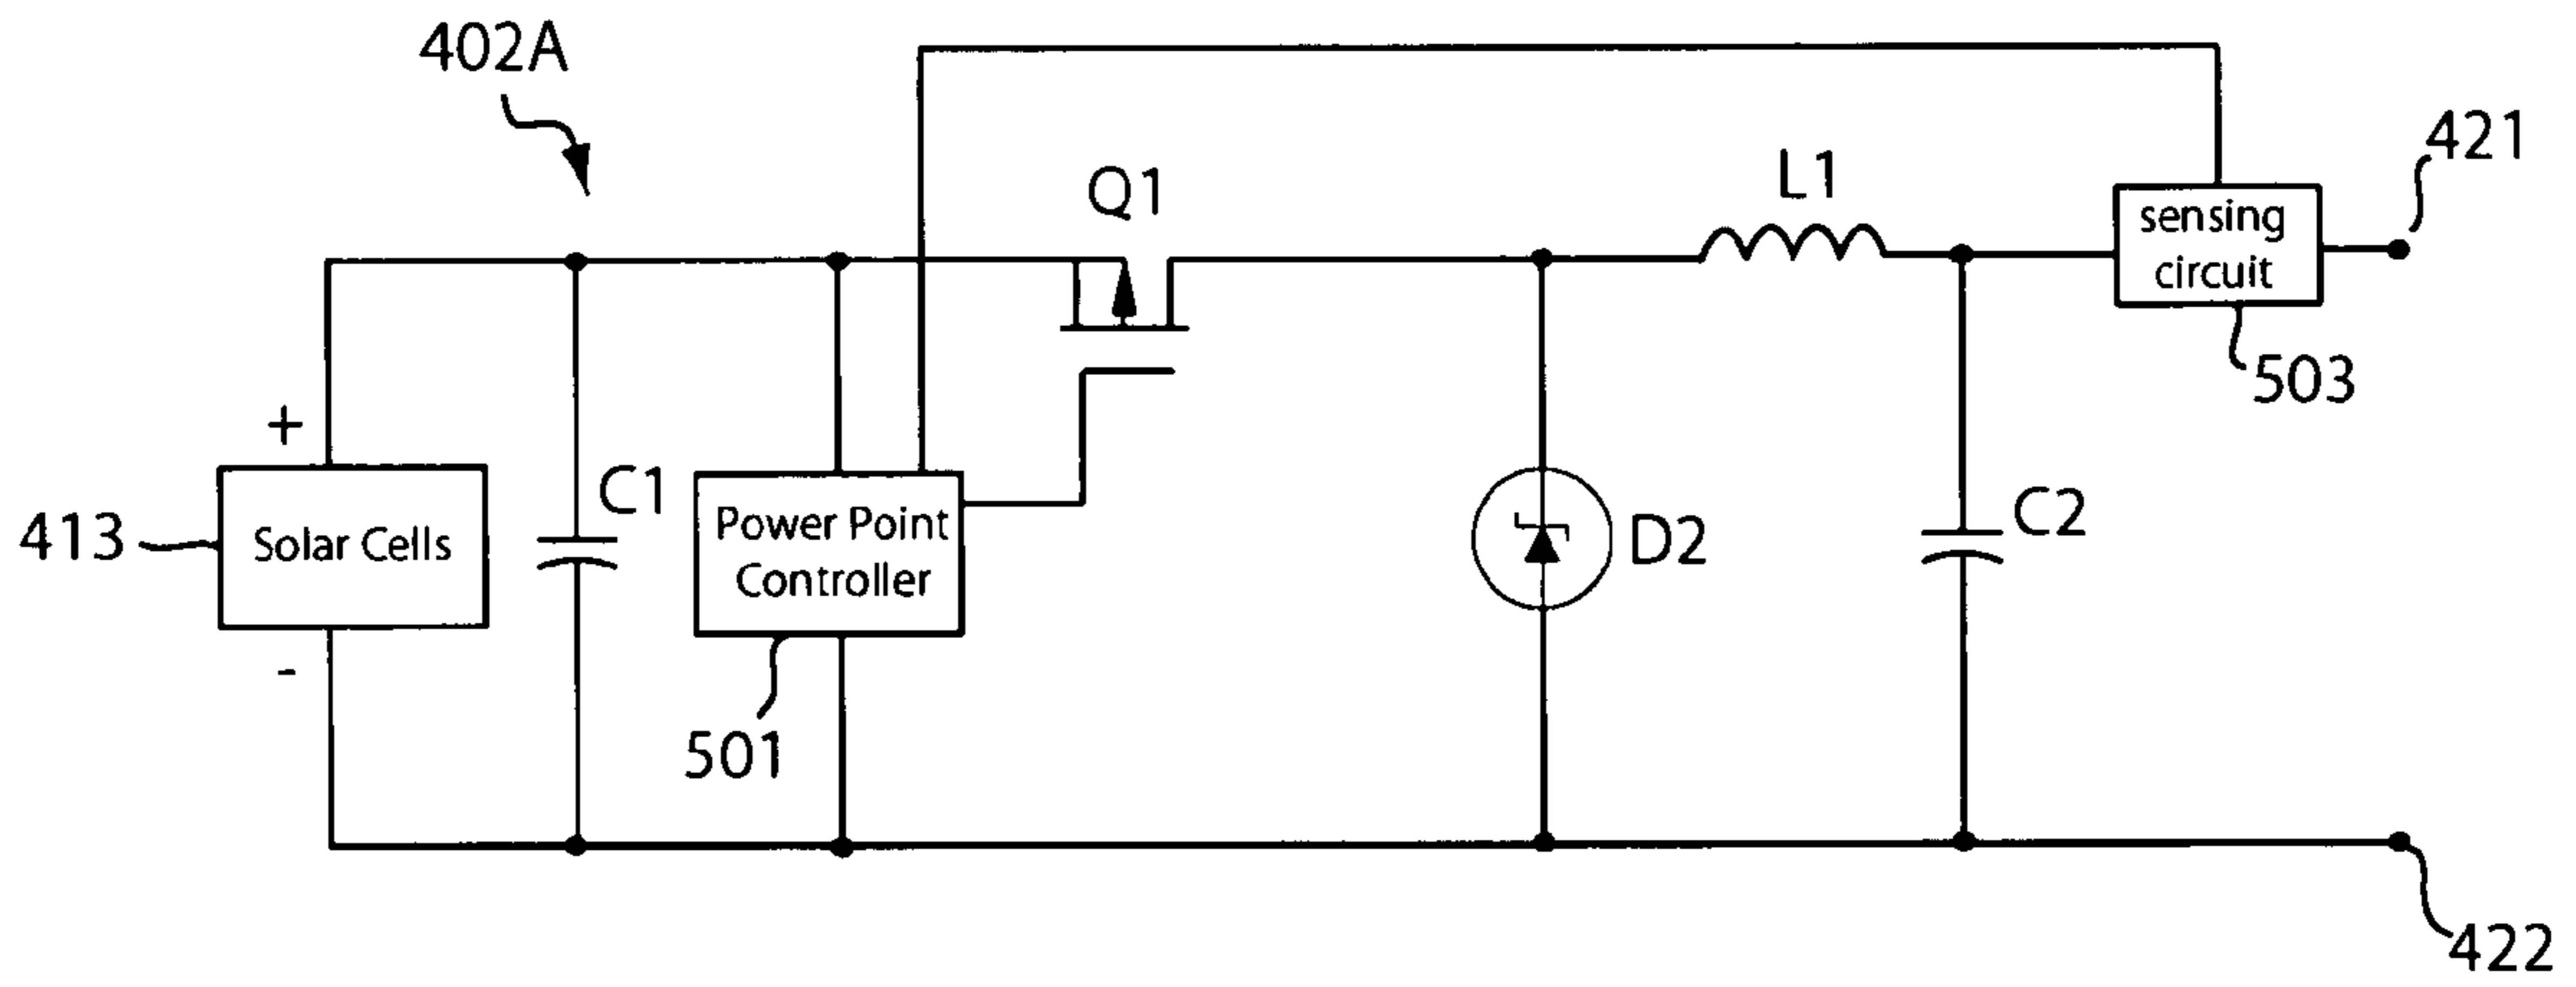 402A
421
Q1
L1
sensing
circuit
503
+
C1
C2
413
Solar Cells
Power Point
Controller
D2
-
501
422